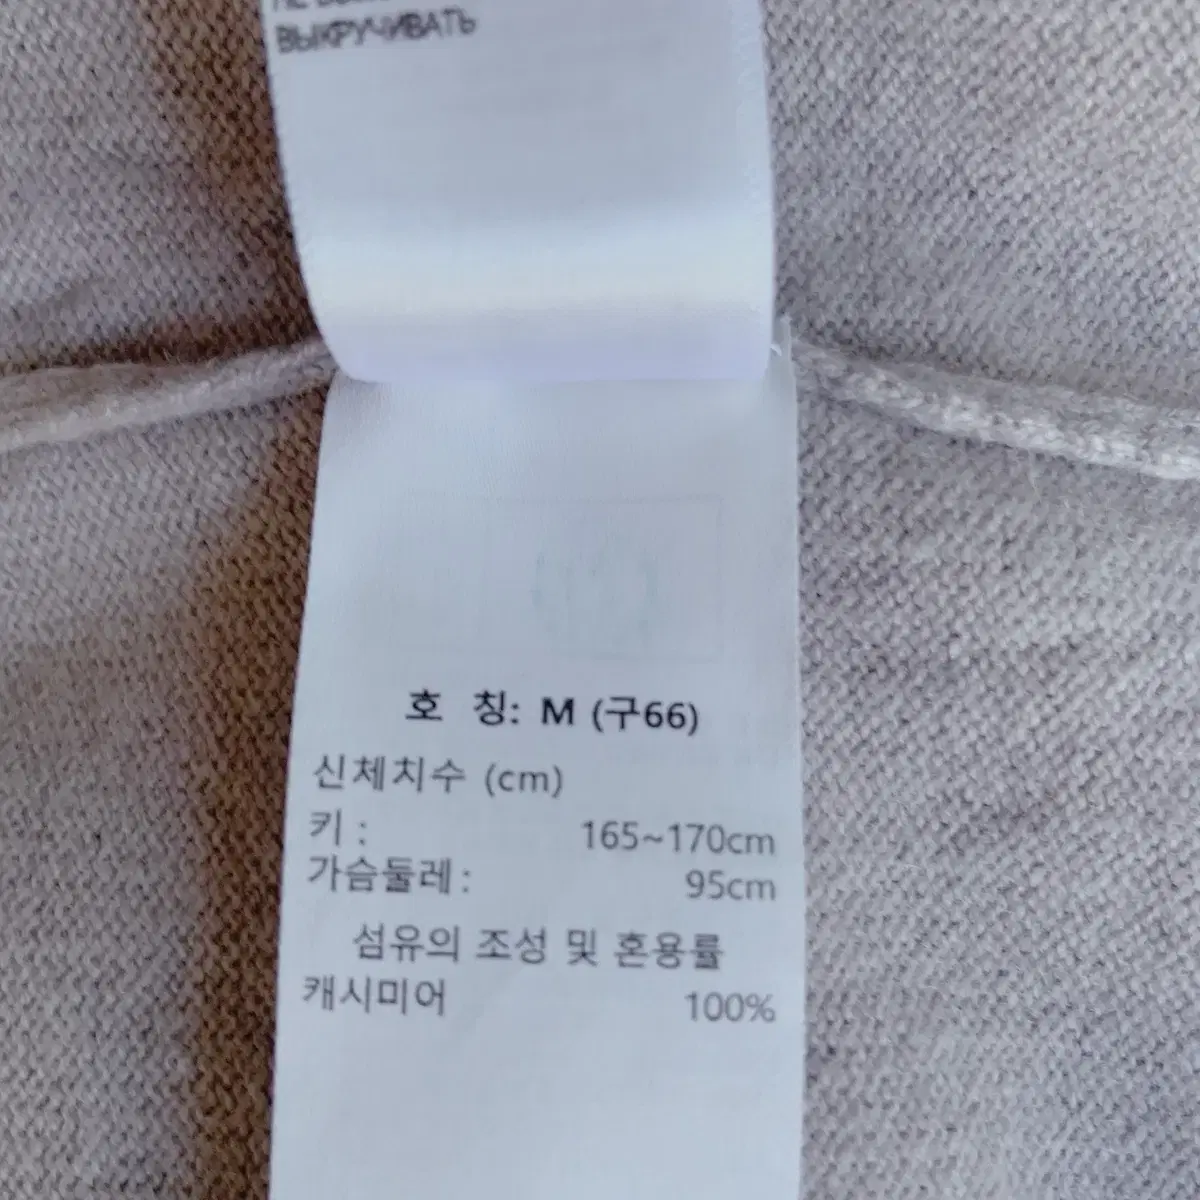 ВЫКРУЧИВАТЬ
호 칭: M (구66)
신체치수 (cm)
키 : 165~170cm
가슴둘레 : 95cm
섬유의 조성 및 혼용률
캐시미어 100%